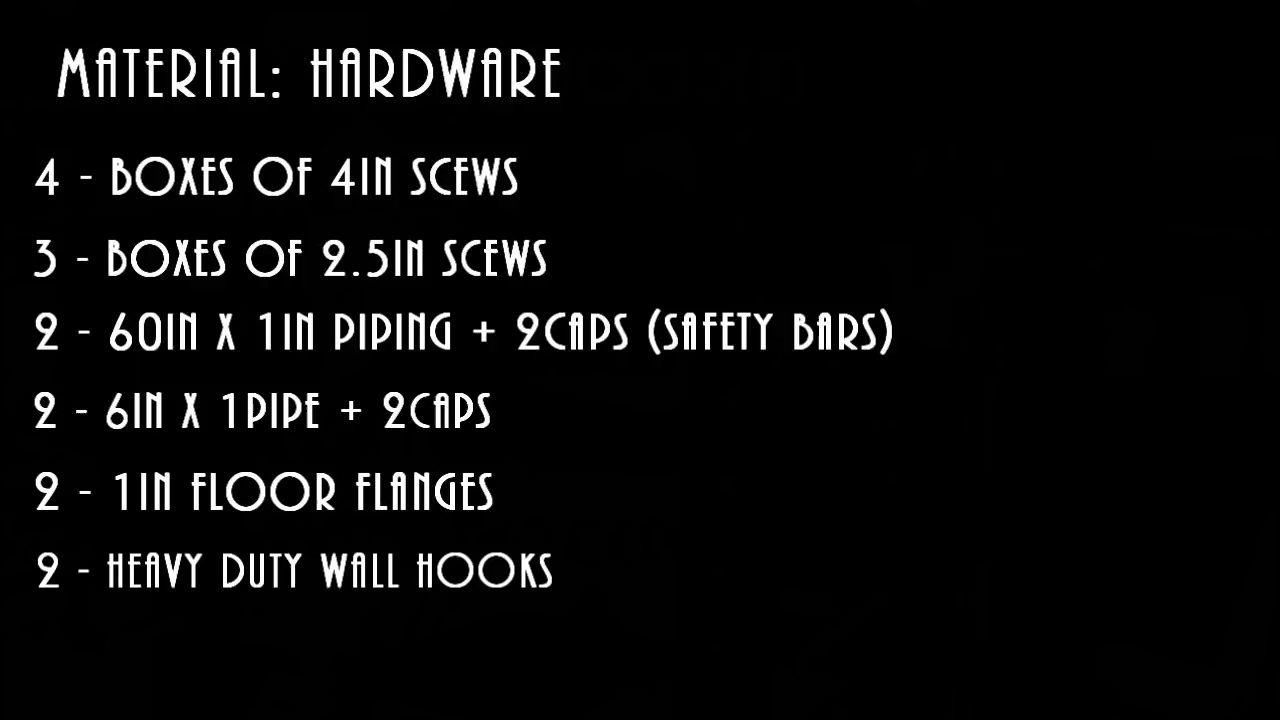 MATERIAL: HARDWARE
4 - BOXES OF 4IN SCEWS
3 - BOXES OF 2.5IN SCEWS
2 - 60IN X 1IN PIPING + 2CAPS (SAFETY BARS)
2 - 6IN X 1PIPE + 2CAPS
2 - 1IN FLOOR FLANGES
2 - HEAVY DUTY WALL HOOKS